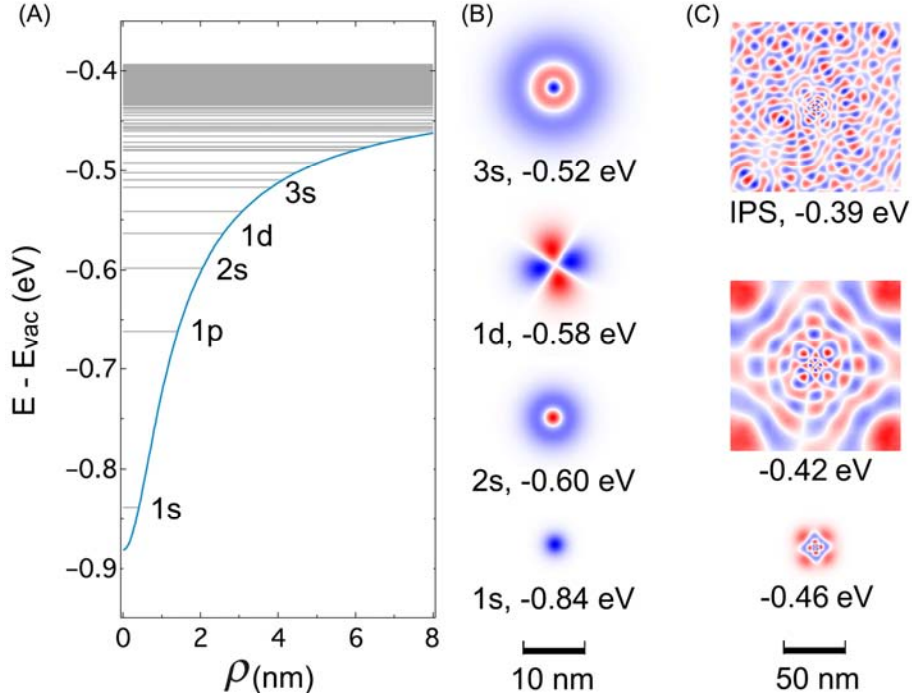 (A)
(B)
(C)
E - Evac (eV)
−0.4
−0.5
−0.6
−0.7
−0.8
−0.9
3s
1d
2s
1p
1s
0
2
4
6
8
ρ(nm)
3s, -0.52 eV
1d, -0.58 eV
2s, -0.60 eV
1s, -0.84 eV
10 nm
IPS, -0.39 eV
-0.42 eV
-0.46 eV
50 nm